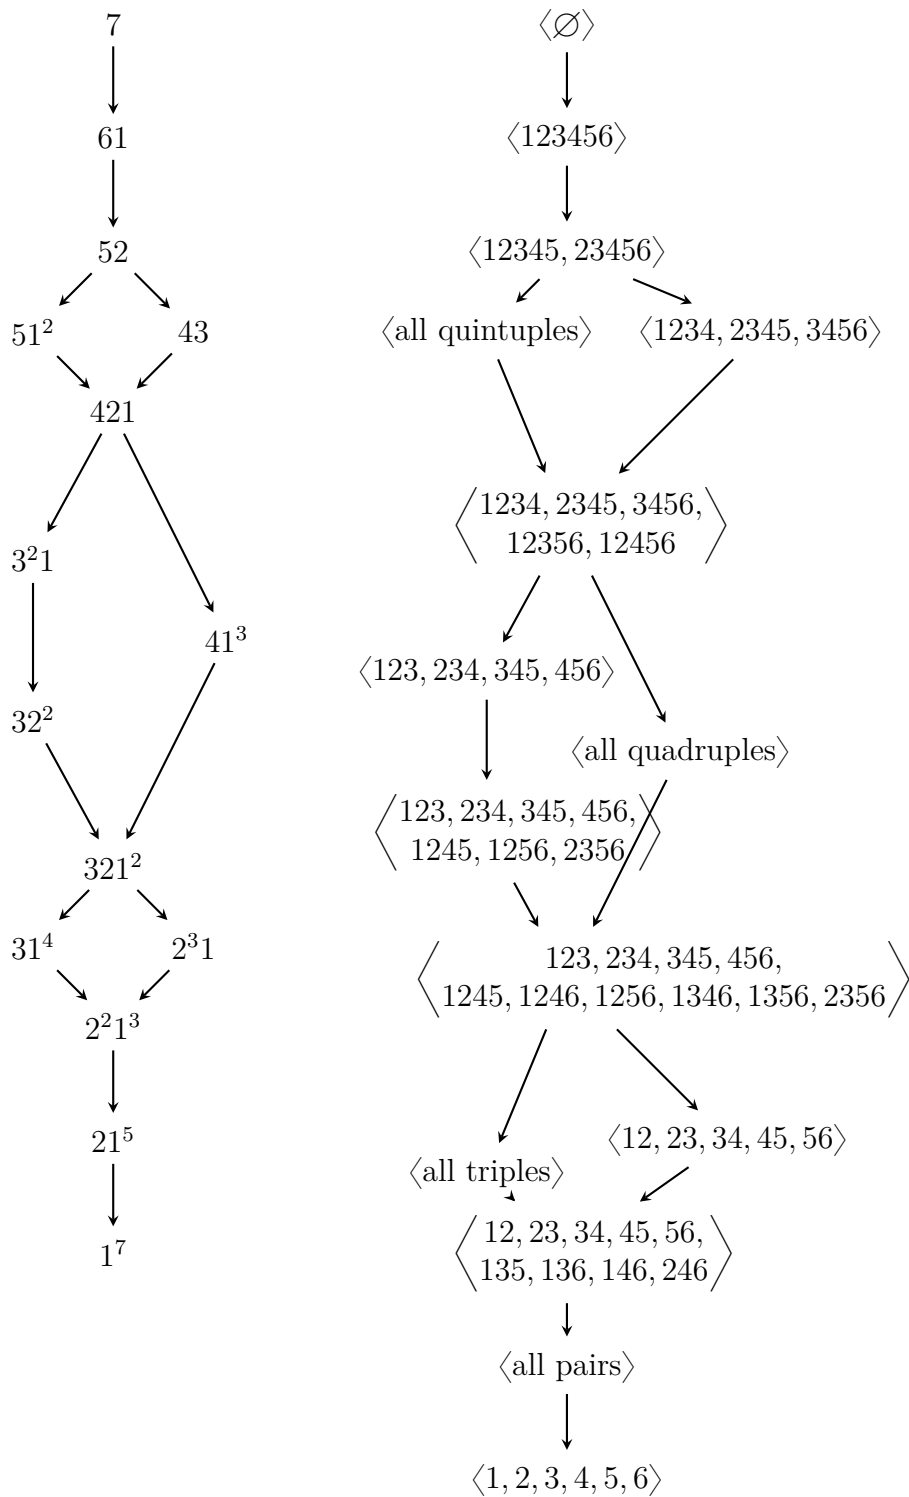 7
⟨∅⟩
61
⟨123456⟩
52
⟨12345, 23456⟩
51²
43
⟨all quintuples⟩
⟨1234, 2345, 3456⟩
421
⟨1234, 2345, 3456,
12356, 12456⟩
3²1
41³
⟨123, 234, 345, 456⟩
32²
⟨all quadruples⟩
⟨123, 234, 345, 456,
1245, 1256, 2356⟩
321²
31⁴
2³1
⟨123, 234, 345, 456,
1245, 1246, 1256, 1346, 1356, 2356⟩
2²1³
21⁵
⟨12, 23, 34, 45, 56⟩
⟨all triples⟩
1⁷
⟨12, 23, 34, 45, 56,
135, 136, 146, 246⟩
⟨all pairs⟩
⟨1, 2, 3, 4, 5, 6⟩